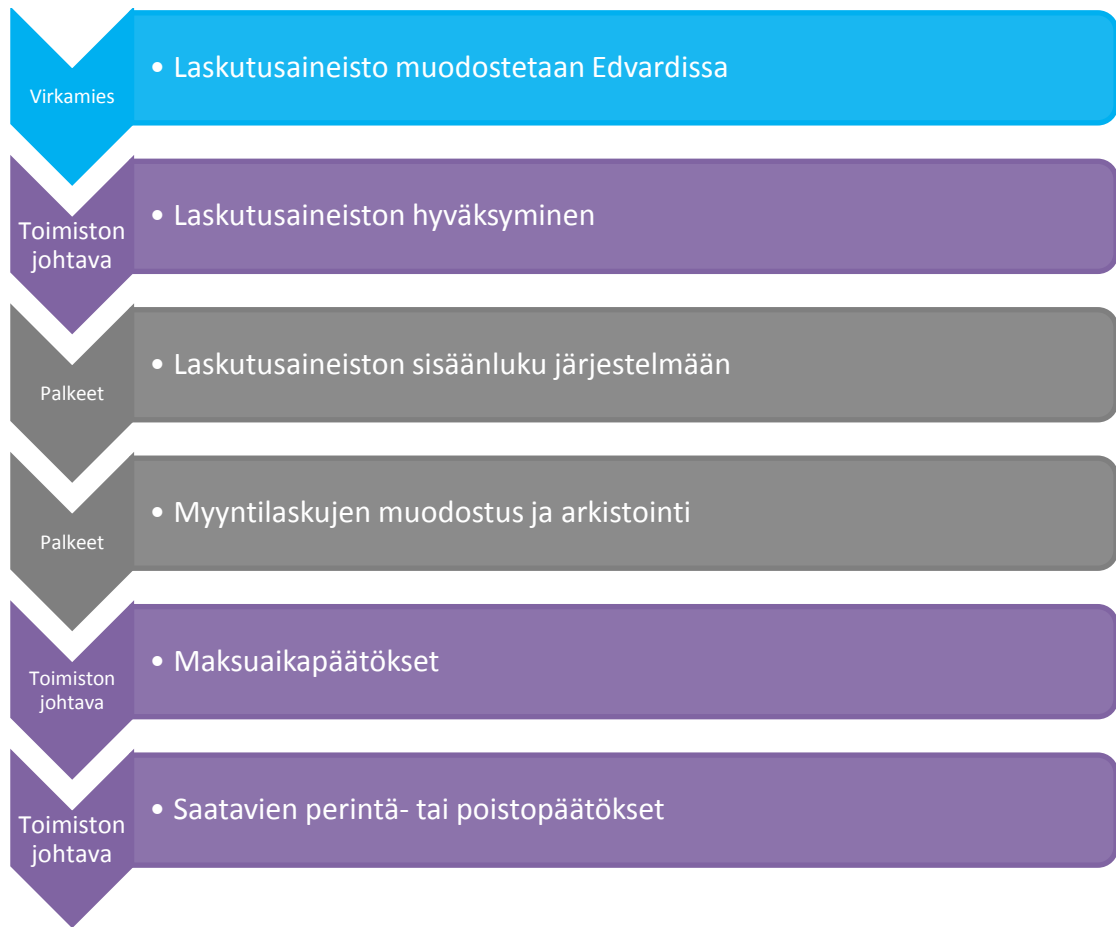 Virkamies
• Laskutusaineisto muodostetaan Edvardissa
Toimiston
johtava
• Laskutusaineiston hyväksyminen
Palkeet
• Laskutusaineiston sisäänluku järjestelmään
Palkeet
• Myyntilaskujen muodostus ja arkistointi
Toimiston
johtava
• Maksuaikapäätökset
Toimiston
johtava
• Saatavien perintä- tai poistopäätökset